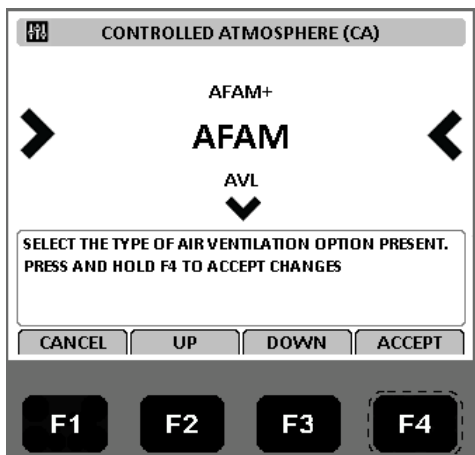 CONTROLLED ATMOSPHERE (CA)
AFAM+
AFAM
AVL
SELECT THE TYPE OF AIR VENTILATION OPTION PRESENT.
PRESS AND HOLD F4 TO ACCEPT CHANGES
CANCEL UP DOWN ACCEPT
F1 F2 F3 F4